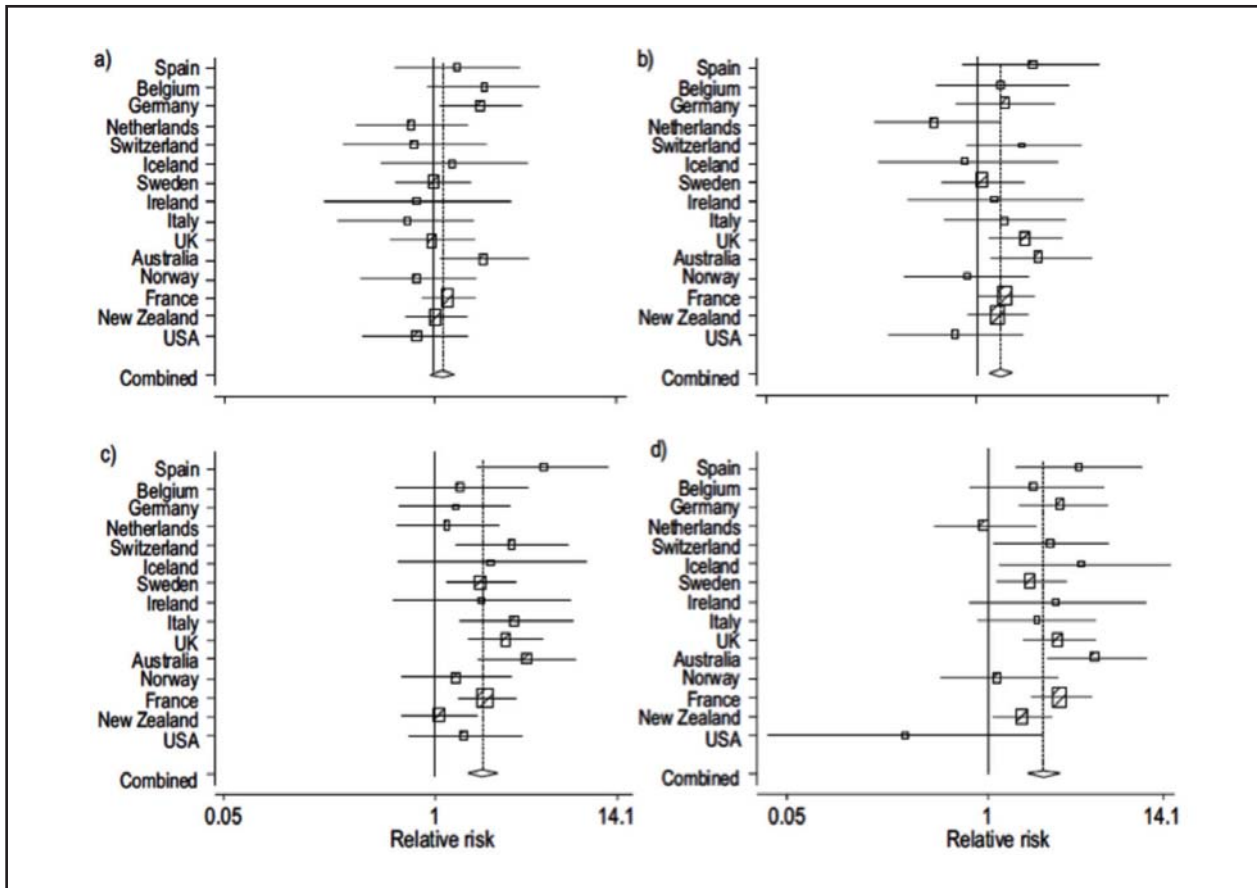 a)
Spain
Belgium
Germany
Netherlands
Switzerland
Iceland
Sweden
Ireland
Italy
UK
Australia
Norway
France
New Zealand
USA
Combined
b)
Spain
Belgium
Germany
Netherlands
Switzerland
Iceland
Sweden
Ireland
Italy
UK
Australia
Norway
France
New Zealand
USA
Combined
c)
Spain
Belgium
Germany
Netherlands
Switzerland
Iceland
Sweden
Ireland
Italy
UK
Australia
Norway
France
New Zealand
USA
Combined
0.05 1 14.1
Relative risk
d)
Spain
Belgium
Germany
Netherlands
Switzerland
Iceland
Sweden
Ireland
Italy
UK
Australia
Norway
France
New Zealand
USA
Combined
0.05 1 14.1
Relative risk